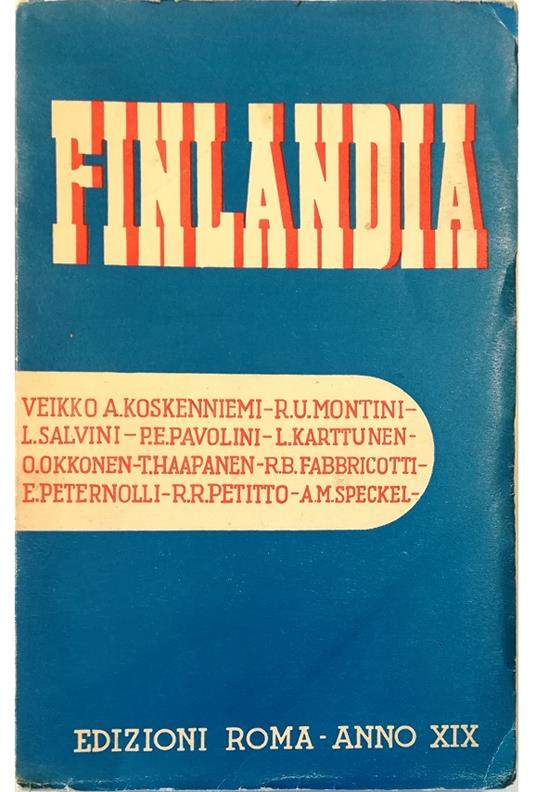 FINLANDIA
VEIKKO A.KOSKENNIEMI-R.U.MONTINI-
L.SALVINI-P.E.PAVOLINI-L.KARTTUNEN-
O.OKKONEN-T.HAAPANEN-R.B.FABBRICOTTI-
E.PETERNOLLI-R.R.PETITTO-A.M.SPECKEL-
EDIZIONI ROMA-ANNO XIX